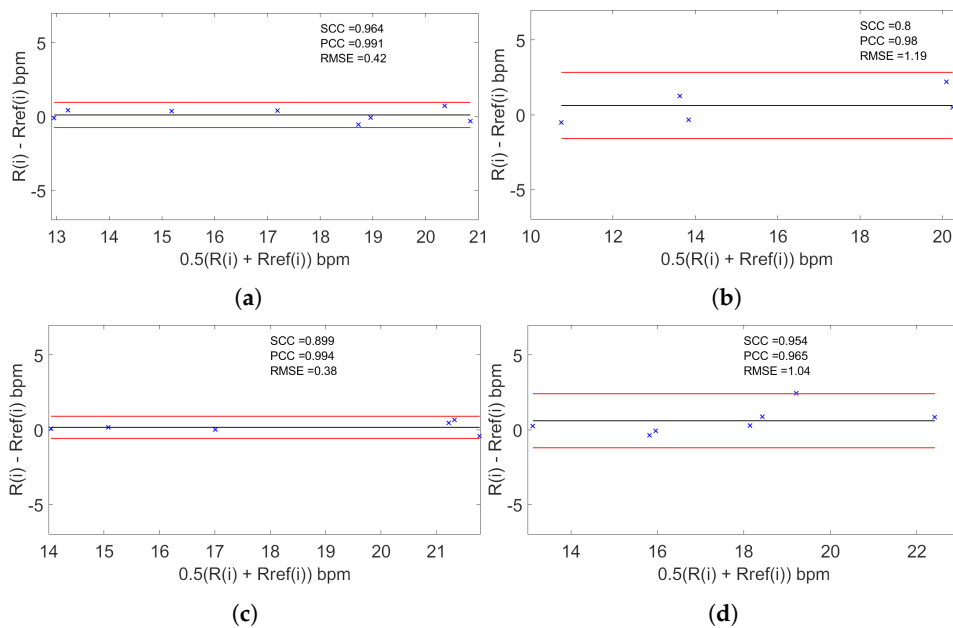 SCC =0.964
PCC =0.991
RMSE =0.42
5
0
-5
R(i) - Rref(i) bpm
13 14 15 16 17 18 19 20 21
0.5(R(i) + Rref(i)) bpm
(a)
SCC =0.8
PCC =0.98
RMSE =1.19
5
0
-5
R(i) - Rref(i) bpm
10 12 14 16 18 20
0.5(R(i) + Rref(i)) bpm
(b)
SCC =0.899
PCC =0.994
RMSE =0.38
5
0
-5
R(i) - Rref(i) bpm
14 15 16 17 18 19 20 21
0.5(R(i) + Rref(i)) bpm
(c)
SCC =0.954
PCC =0.965
RMSE =1.04
5
0
-5
R(i) - Rref(i) bpm
14 16 18 20 22
0.5(R(i) + Rref(i)) bpm
(d)